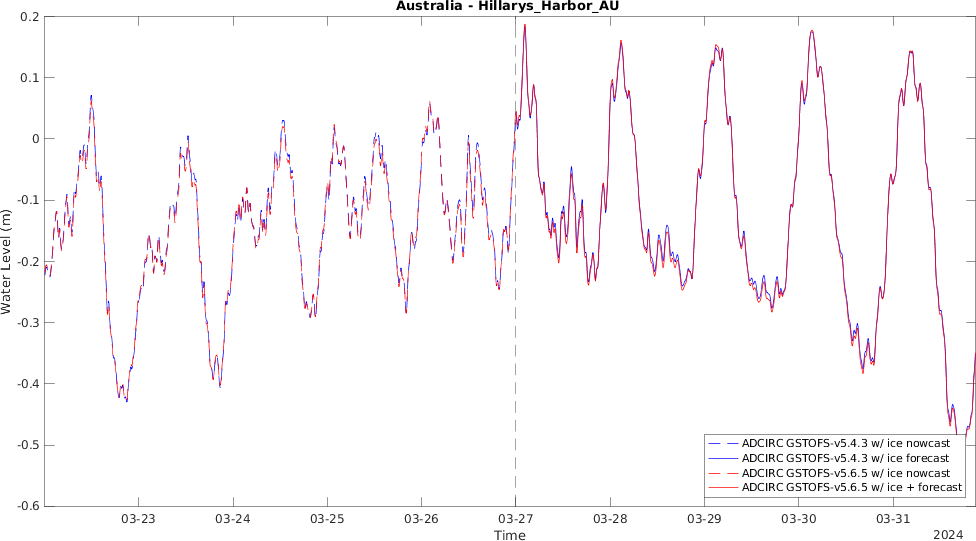 Australia - Hillarys_Harbor_AU
Water Level (m)
0.2
0.1
0
-0.1
-0.2
-0.3
-0.4
-0.5
-0.6
ADCIRC GSTOFS-v5.4.3 w/ ice nowcast
ADCIRC GSTOFS-v5.4.3 w/ ice forecast
ADCIRC GSTOFS-v5.6.5 w/ ice nowcast
ADCIRC GSTOFS-v5.6.5 w/ ice + forecast
03-23 03-24 03-25 03-26 03-27 03-28 03-29 03-30 03-31
Time
2024